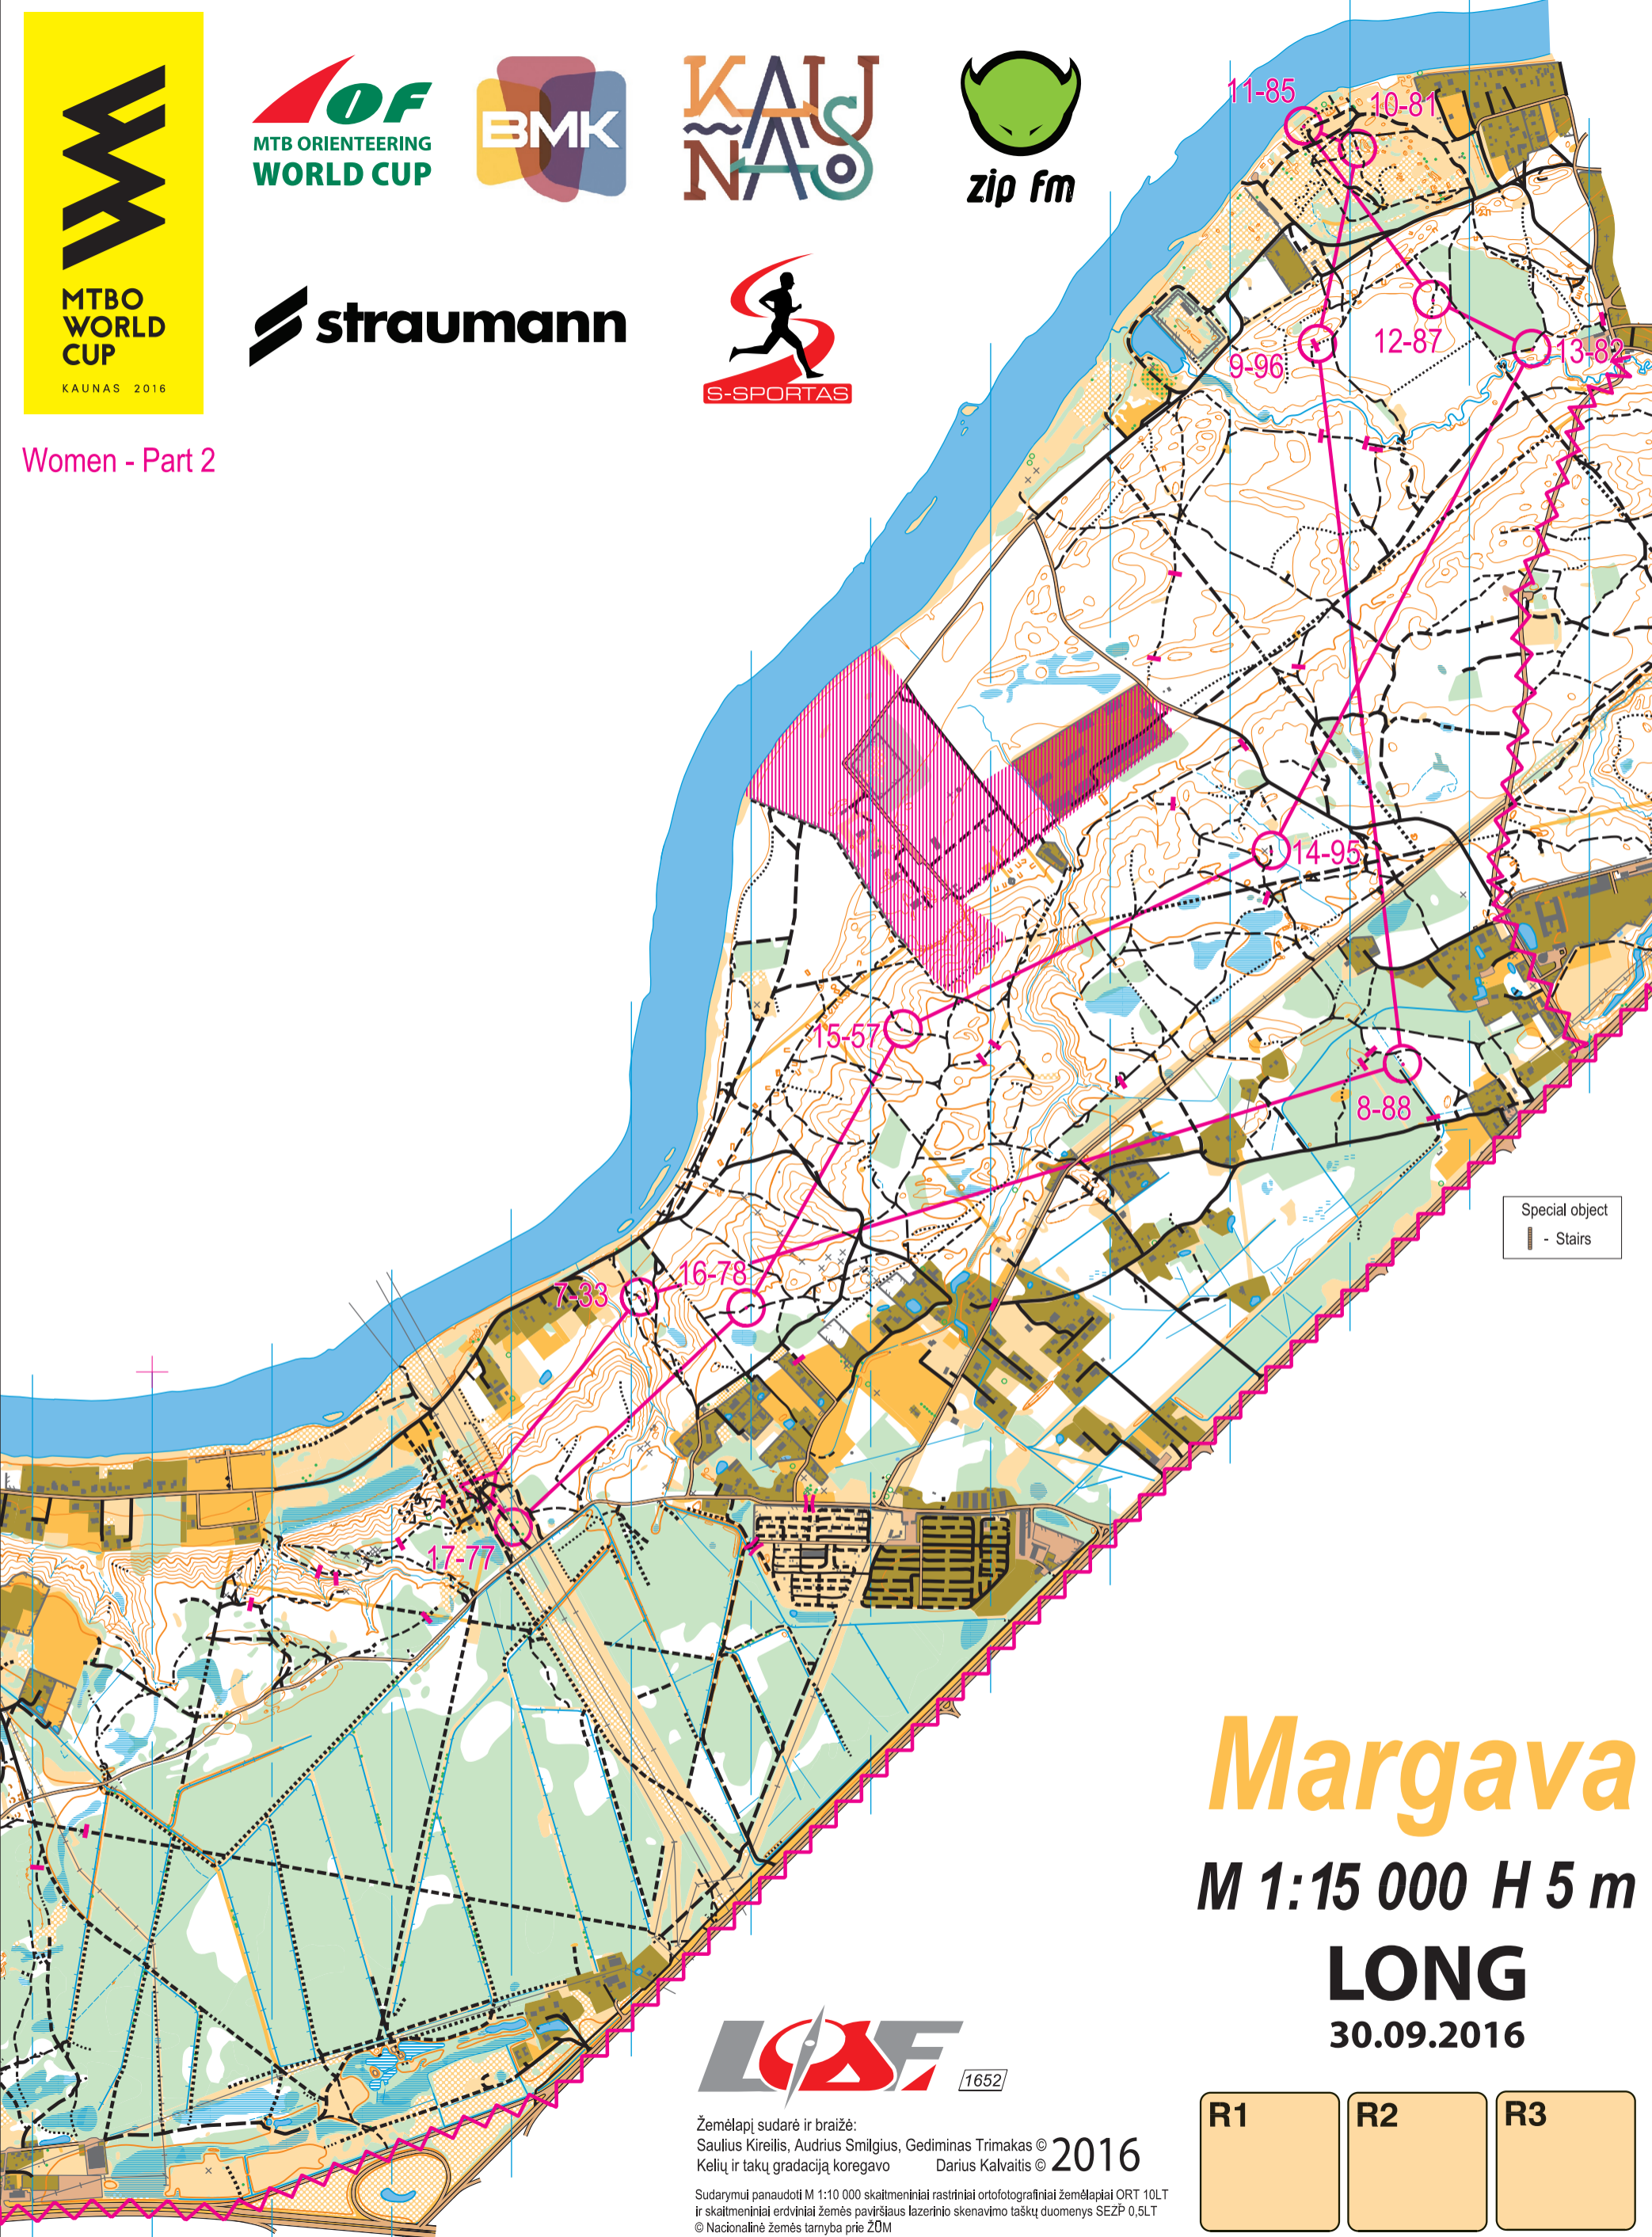 MTBO
WORLD
CUP
KAUNAS 2016
IOF
MTB ORIENTEERING
WORLD CUP
BMK
KAU
NAS
zip fm
straumann
S-SPORTAS
Women - Part 2
11-85
10-81
12-87
13-82
9-96
14-95
15-57
8-88
16-78
7-33
17-77
Special object
- Stairs
Margava
M 1:15 000 H 5 m
LONG
30.09.2016
R1
R2
R3
LOSF
1652
Žemėlapį sudarė ir braižė:
Saulius Kireilis, Audrius Smilgius, Gediminas Trimakas © 2016
Kelių ir takų gradaciją koregavo Darius Kalvaitis ©
Sudarymui panaudoti M 1:10 000 skaitmeniniai rastriniai ortofotografiniai žemėlapiai ORT 10LT
ir skaitmeniniai erdviniai žemės paviršiaus lazerinio skenavimo taškų duomenys SEŽP 0,5LT
© Nacionalinė žemės tarnyba prie ŽŪM